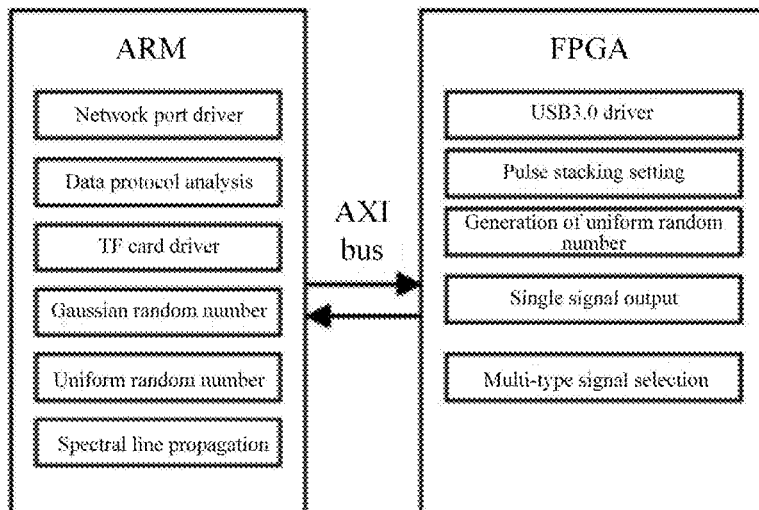 ARM
Network port driver
Data protocol analysis
TF card driver
Gaussian random number
Uniform random number
Spectral line propagation
AXI
bus
FPGA
USB3.0 driver
Pulse stacking setting
Generation of uniform random
number
Single signal output
Multi-type signal selection